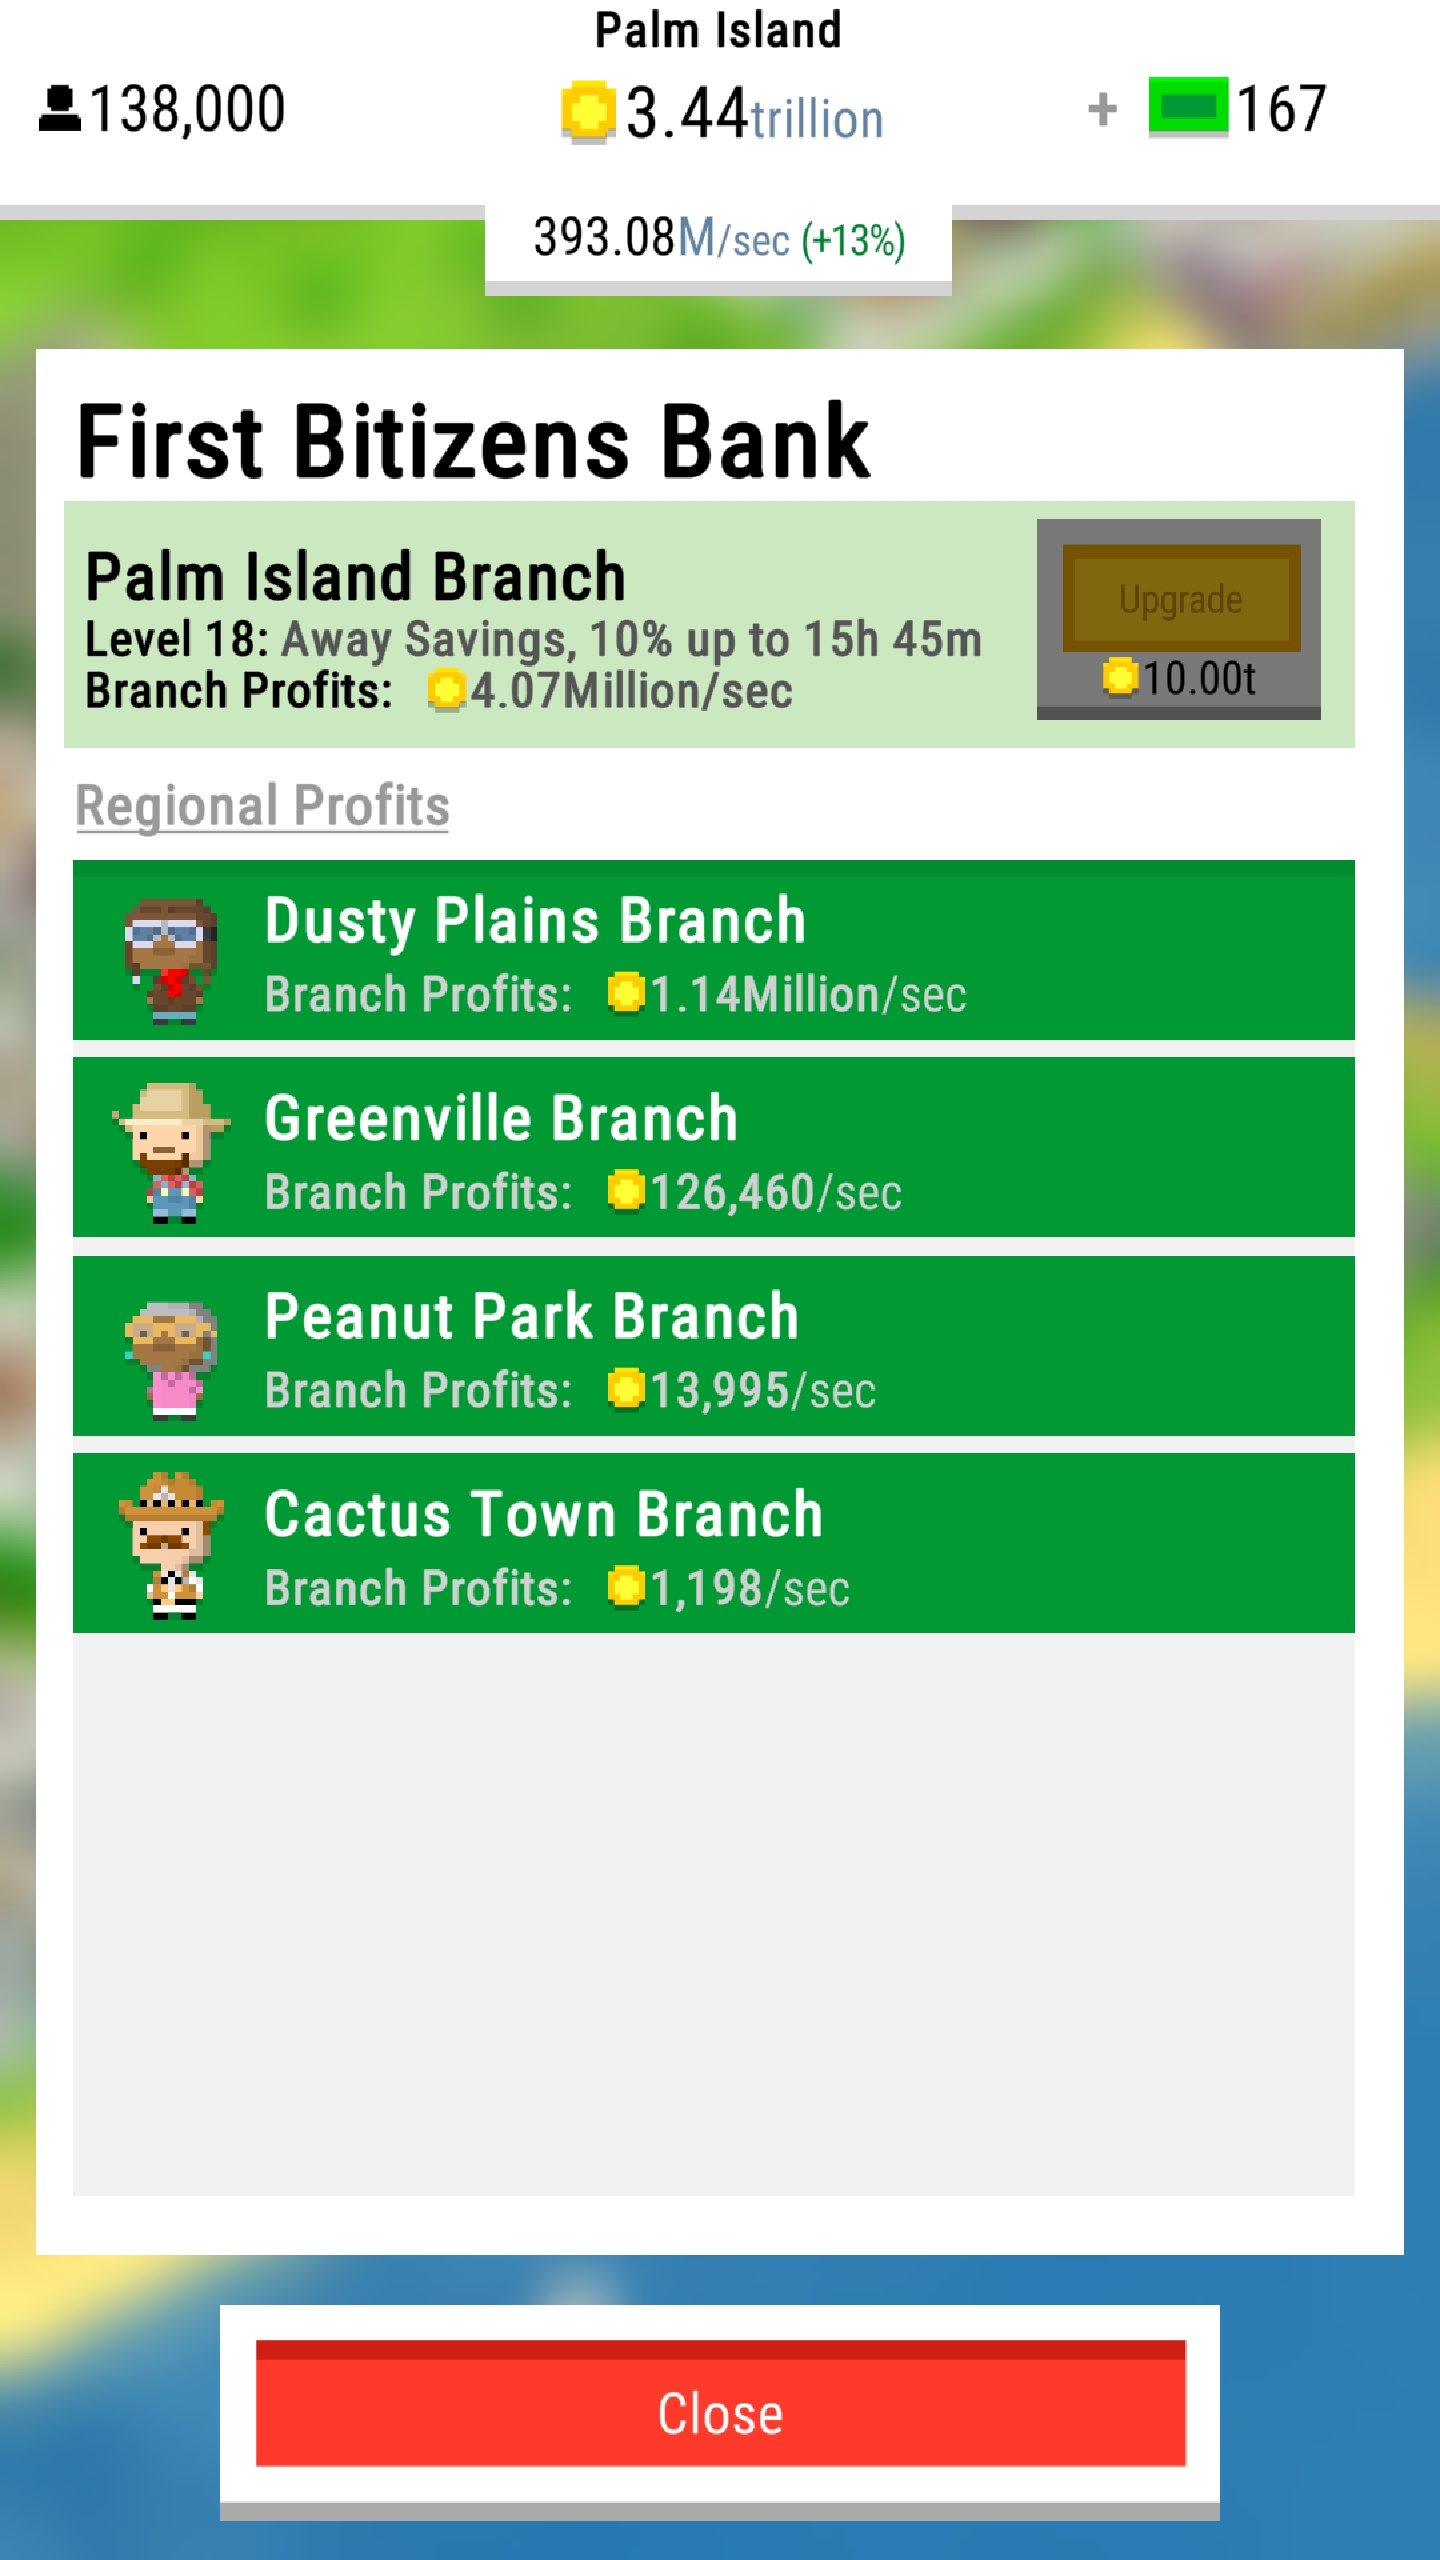 Palm Island
138,000
3.44trillion
+ 167
393.08M/sec (+13%)
First Bitizens Bank
Palm Island Branch
Level 18: Away Savings, 10% up to 15h 45m
Branch Profits: 4.07Million/sec
Upgrade
10.00t
Regional Profits
Dusty Plains Branch
Branch Profits: 1.14Million/sec
Greenville Branch
Branch Profits: 126,460/sec
Peanut Park Branch
Branch Profits: 13,995/sec
Cactus Town Branch
Branch Profits: 1,198/sec
Close